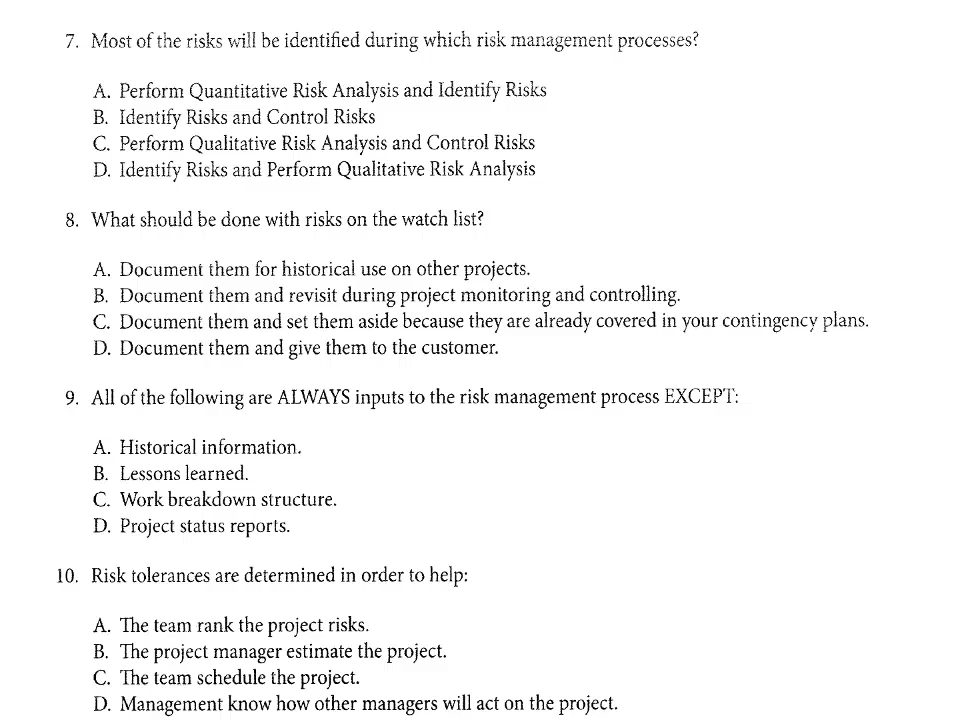 7. Most of the risks will be identified during which risk management processes?
A. Perform Quantitative Risk Analysis and Identify Risks
B. Identify Risks and Control Risks
C. Perform Qualitative Risk Analysis and Control Risks
D. Identify Risks and Perform Qualitative Risk Analysis
8. What should be done with risks on the watch list?
A. Document them for historical use on other projects.
B. Document them and revisit during project monitoring and controlling.
C. Document them and set them aside because they are already covered in your contingency plans.
D. Document them and give them to the customer.
9. All of the following are ALWAYS inputs to the risk management process EXCEPT:
A. Historical information.
B. Lessons learned.
C. Work breakdown structure.
D. Project status reports.
10. Risk tolerances are determined in order to help:
A. The team rank the project risks.
B. The project manager estimate the project.
C. The team schedule the project.
D. Management know how other managers will act on the project.